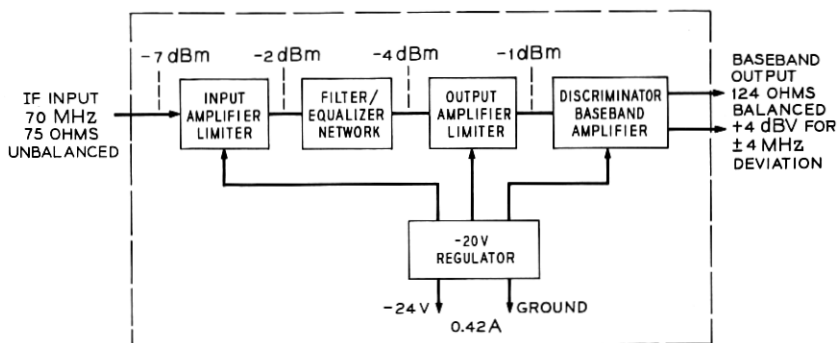 -7 dBm
-2 dBm
-4 dBm
-1 dBm
IF INPUT
70 MHz
75 OHMS
UNBALANCED
INPUT
AMPLIFIER
LIMITER
FILTER/
EQUALIZER
NETWORK
OUTPUT
AMPLIFIER
LIMITER
DISCRIMINATOR
BASEBAND
AMPLIFIER
BASEBAND
OUTPUT
124 OHMS
BALANCED
+4 dBV FOR
±4 MHz
DEVIATION
-20V
REGULATOR
-24V
GROUND
0.42A